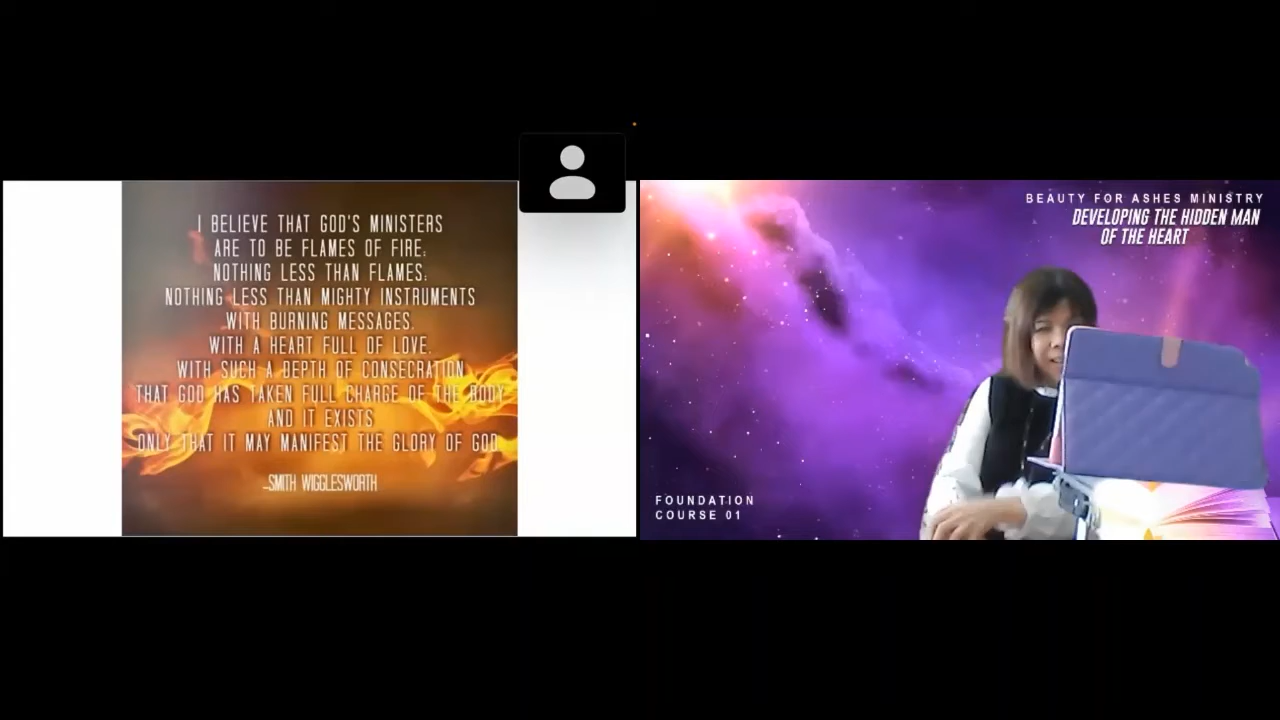 I BELIEVE THAT GOD'S MINISTERS
ARE TO BE FLAMES OF FIRE;
NOTHING LESS THAN FLAMES;
NOTHING LESS THAN MIGHTY INSTRUMENTS
WITH BURNING MESSAGES,
WITH A HEART FULL OF LOVE,
WITH SUCH A DEPTH OF CONSECRATION
THAT GOD HAS TAKEN FULL CHARGE OF THE BODY
AND IT EXISTS
ONLY THAT IT MAY MANIFEST THE GLORY OF GOD
–SMITH WIGGLESWORTH
BEAUTY FOR ASHES MINISTRY
DEVELOPING THE HIDDEN MAN
OF THE HEART
FOUNDATION
COURSE 01